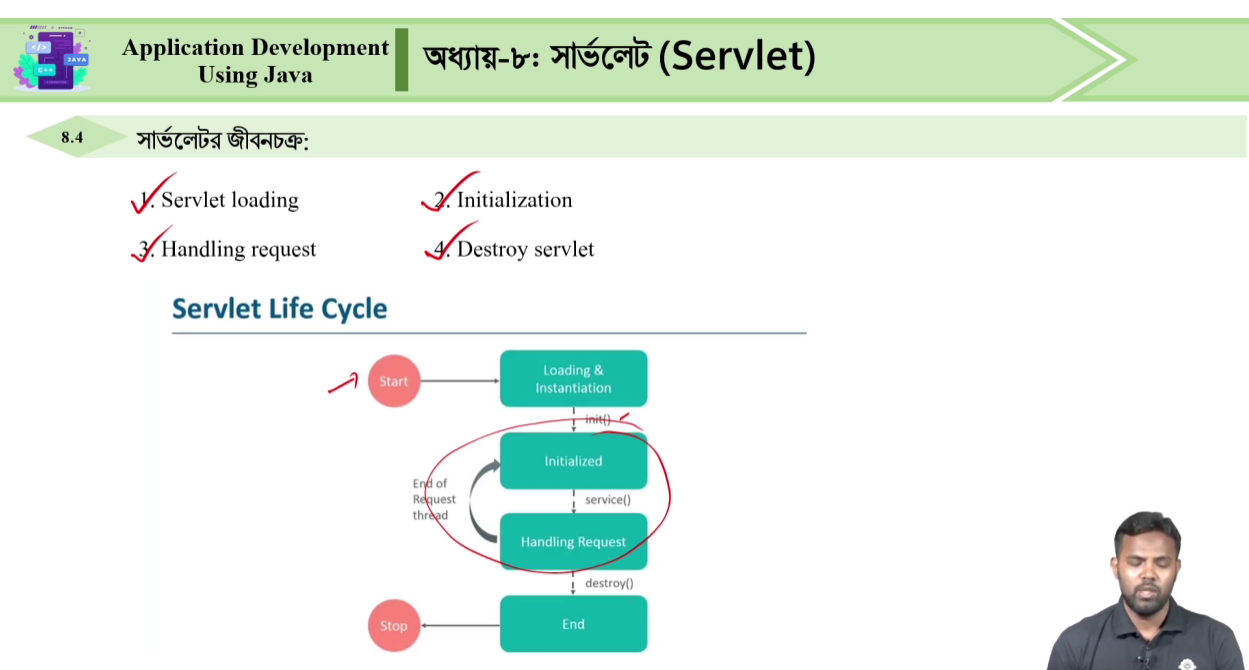 Application Development
Using Java
অধ্যায়-৮: সার্ভলেট (Servlet)
</>
JAVA
C++
8.4
সার্ভলেটর জীবনচক্র:
1. Servlet loading
2. Initialization
3. Handling request
4. Destroy servlet
Servlet Life Cycle
Start
Loading &
Instantiation
init()
Initialized
End of
Request
thread
service()
Handling Request
destroy()
Stop
End